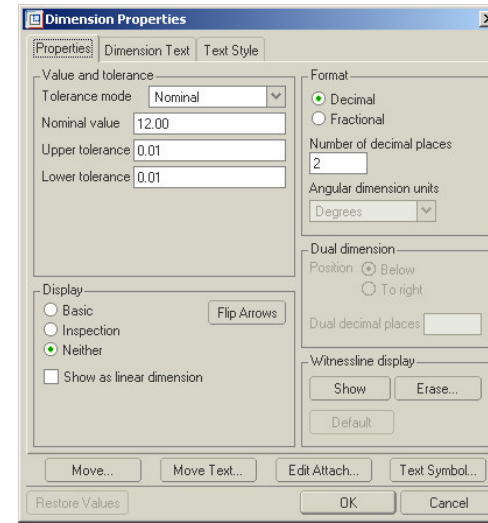 Dimension Properties
Properties Dimension Text Text Style
Value and tolerance
Tolerance mode Nominal
Nominal value 12.00
Upper tolerance 0.01
Lower tolerance 0.01
Display
Basic
Flip Arrows
Inspection
Neither
Show as linear dimension
Format
Decimal
Fractional
Number of decimal places
2
Angular dimension units
Degrees
Dual dimension
Position Below
To right
Dual decimal places
Witnessline display
Show Erase...
Default
Move... Move Text... Edit Attach... Text Symbol...
Restore Values OK Cancel